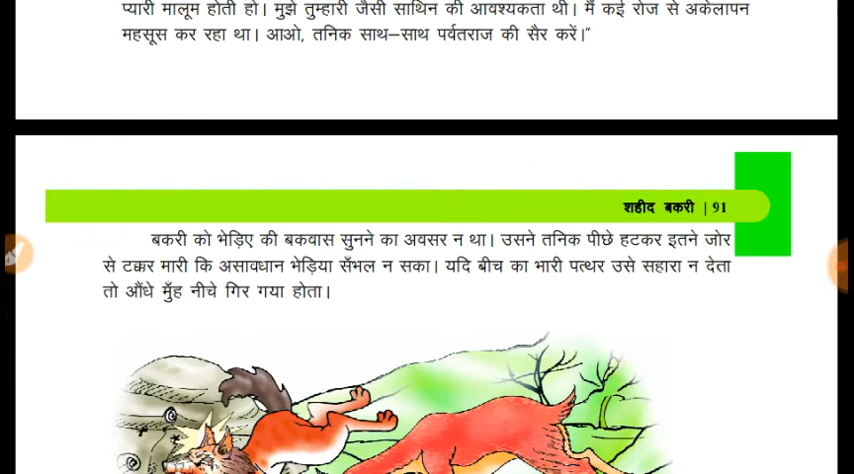 प्यारी मालूम होती हो। मुझे तुम्हारी जैसी साथिन की आवश्यकता थी। मैं कई रोज से अकेलापन
महसूस कर रहा था। आओ, तनिक साथ–साथ पर्वतराज की सैर करें।"
शहीद बकरी | 91
बकरी को भेड़िए की बकवास सुनने का अवसर न था। उसने तनिक पीछे हटकर इतने जोर
से टक्कर मारी कि असावधान भेड़िया सँभल न सका। यदि बीच का भारी पत्थर उसे सहारा न देता
तो औंधे मुँह नीचे गिर गया होता।